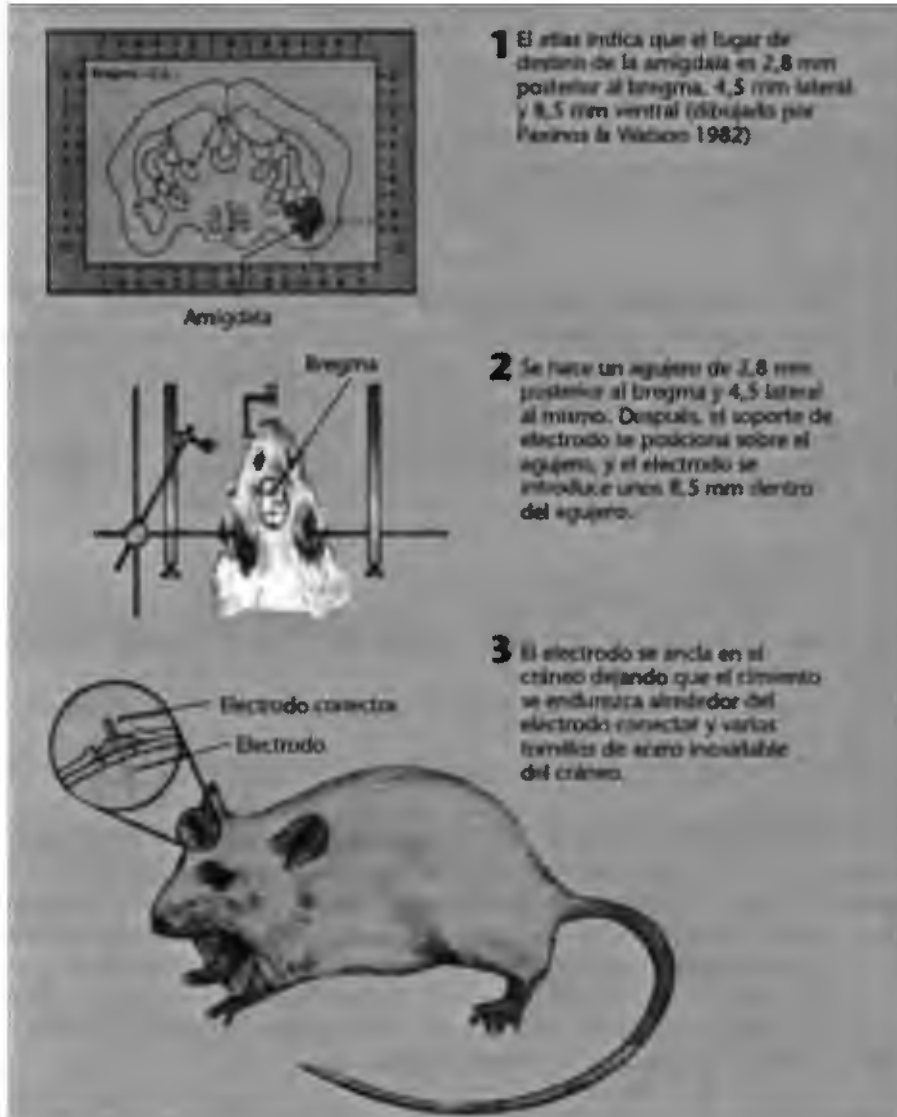 Bregma
1 El atlas indica que el lugar de
destino de la amígdala es 2,8 mm
posterior al bregma, 4,5 mm lateral
y 8,5 mm ventral (dibujado por
Paxinos & Watson 1982)
Amígdala
Bregma
2 Se hace un agujero de 2,8 mm
posterior al bregma y 4,5 lateral
al mismo. Después, el soporte de
electrodo se posiciona sobre el
agujero, y el electrodo se
introduce unos 8,5 mm dentro
del agujero.
3 El electrodo se ancla en el
cráneo dejando que el cimiento
se endurezca alrededor del
electrodo conector y varios
tornillos de acero inoxidable
del cráneo.
Electrodo conector
Electrodo